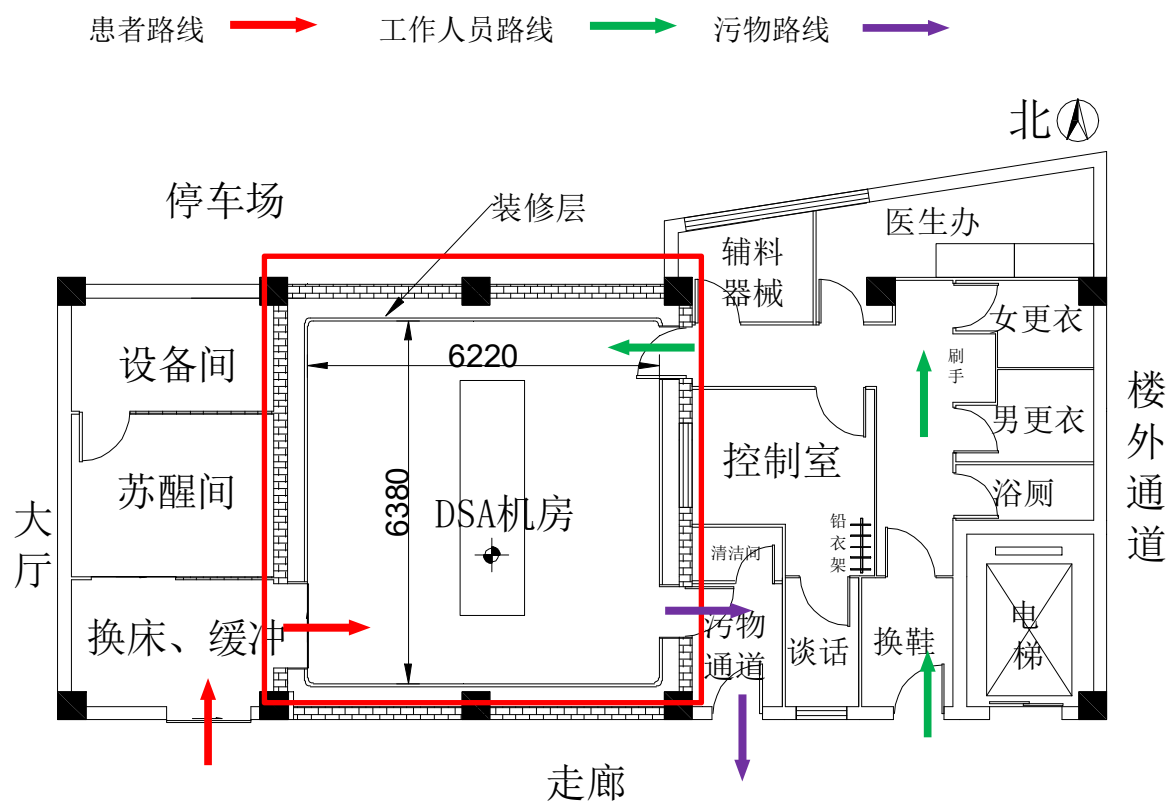 患者路线
工作人员路线
污物路线
北
停车场
装修层
医生办
辅料
器械
女更衣
刷手
设备间
6220
楼外通道
男更衣
控制室
苏醒间
6380
DSA机房
浴厕
大厅
铅衣架
清洁间
换床、缓冲
污物
通道
谈话
换鞋
电梯
走廊